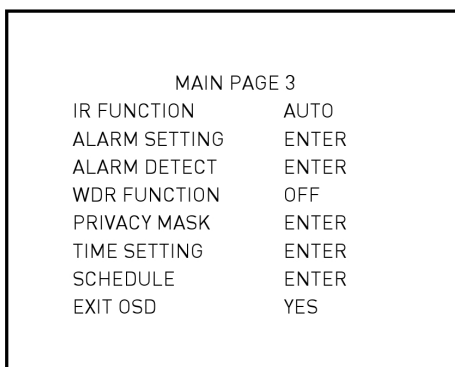 MAIN PAGE 3
IR FUNCTION AUTO
ALARM SETTING ENTER
ALARM DETECT ENTER
WDR FUNCTION OFF
PRIVACY MASK ENTER
TIME SETTING ENTER
SCHEDULE ENTER
EXIT OSD YES